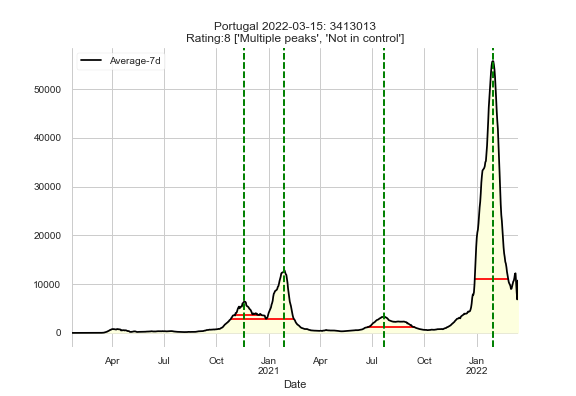 Portugal 2022-03-15: 3413013
Rating:8 ['Multiple peaks', 'Not in control']
Average-7d
50000
40000
30000
20000
10000
0
Apr Jul Oct Jan Apr Jul Oct Jan
2021 2022
Date